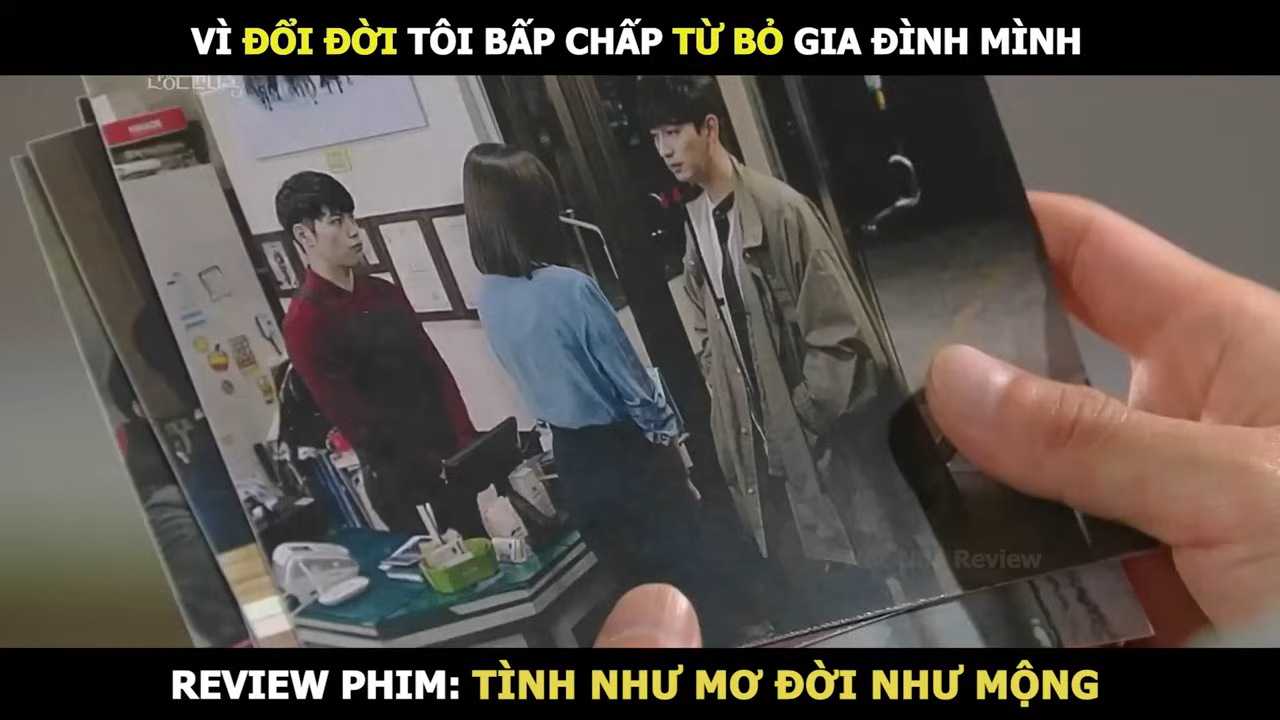 VÌ ĐỔI ĐỜI TÔI BẤP CHẤP TỪ BỎ GIA ĐÌNH MÌNH
Review
REVIEW PHIM: TÌNH NHƯ MƠ ĐỜI NHƯ MỘNG